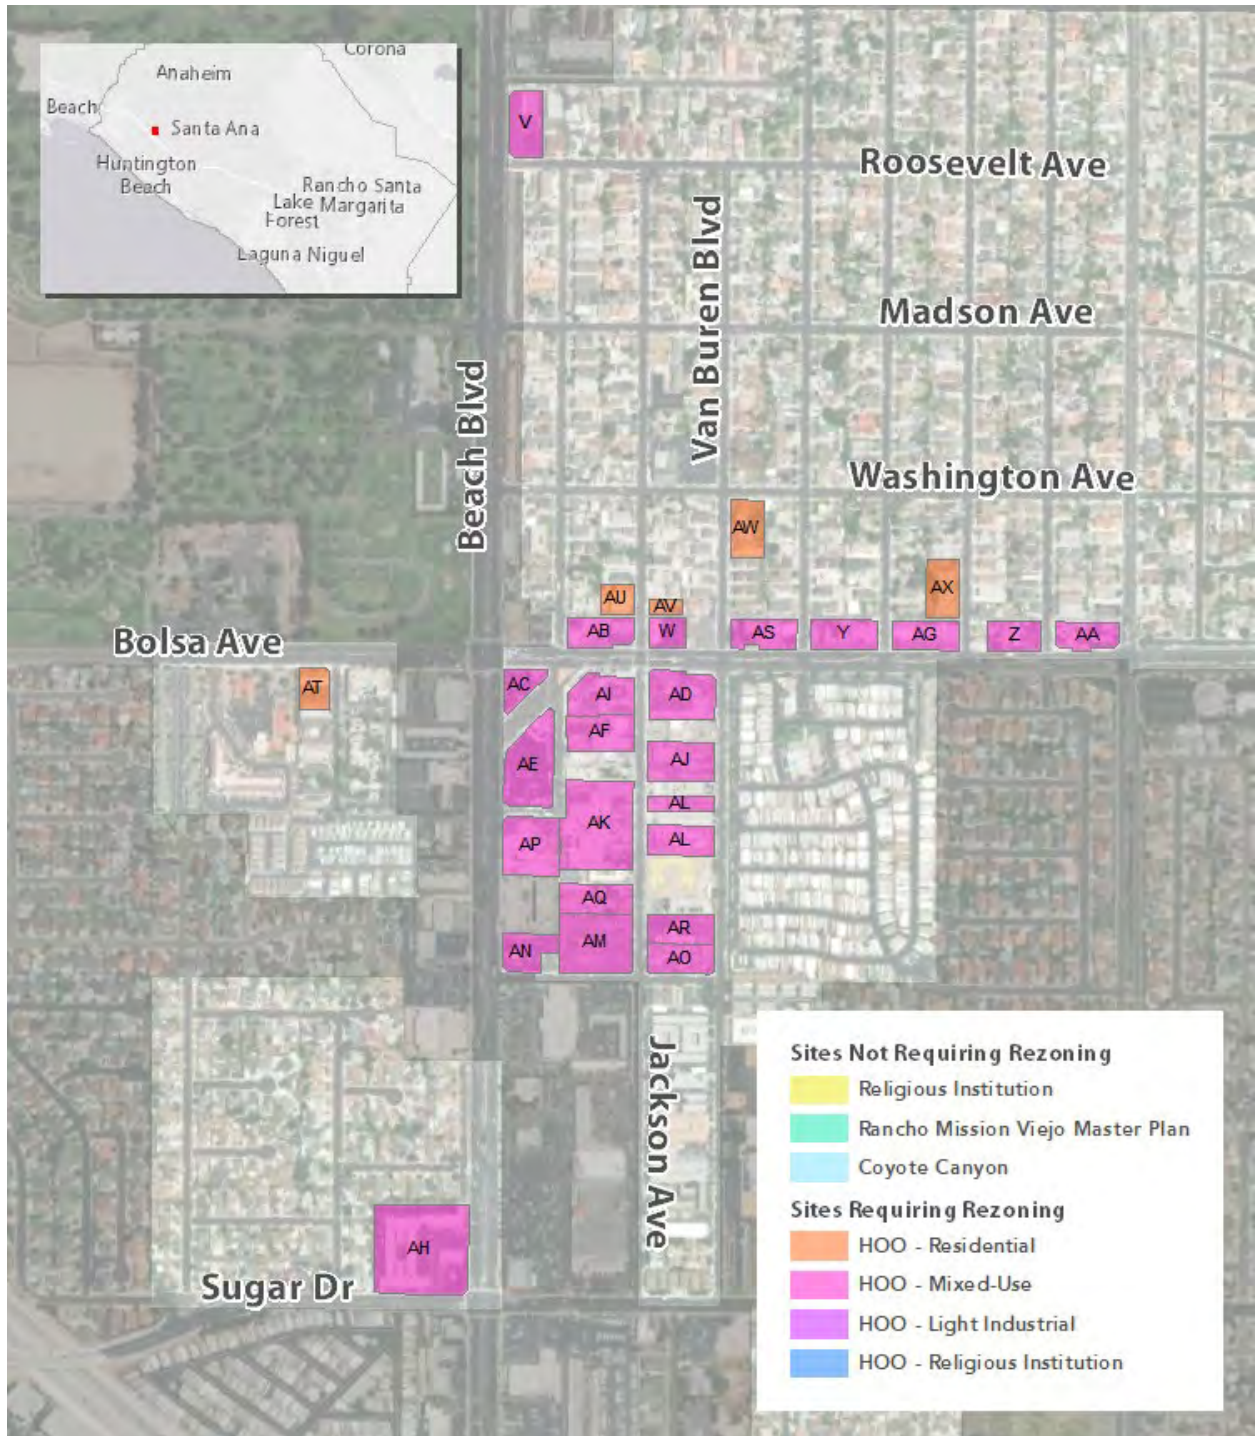 Corona
Anaheim
Beach
Santa Ana
Huntington
Beach
Rancho Santa
Lake Margarita
Forest
Laguna Niguel
V
Roosevelt Ave
Van Buren Blvd
Madson Ave
Beach Blvd
Washington Ave
AW
AX
AU
AV
AB
W
AS
Y
AG
Z
AA
Bolsa Ave
AT
AC
AI
AD
AF
AE
AJ
AL
AK
AL
AP
AQ
AR
AM
AN
AO
Jackson Ave
AH
Sugar Dr
Sites Not Requiring Rezoning
Religious Institution
Rancho Mission Viejo Master Plan
Coyote Canyon
Sites Requiring Rezoning
HOO - Residential
HOO - Mixed-Use
HOO - Light Industrial
HOO - Religious Institution